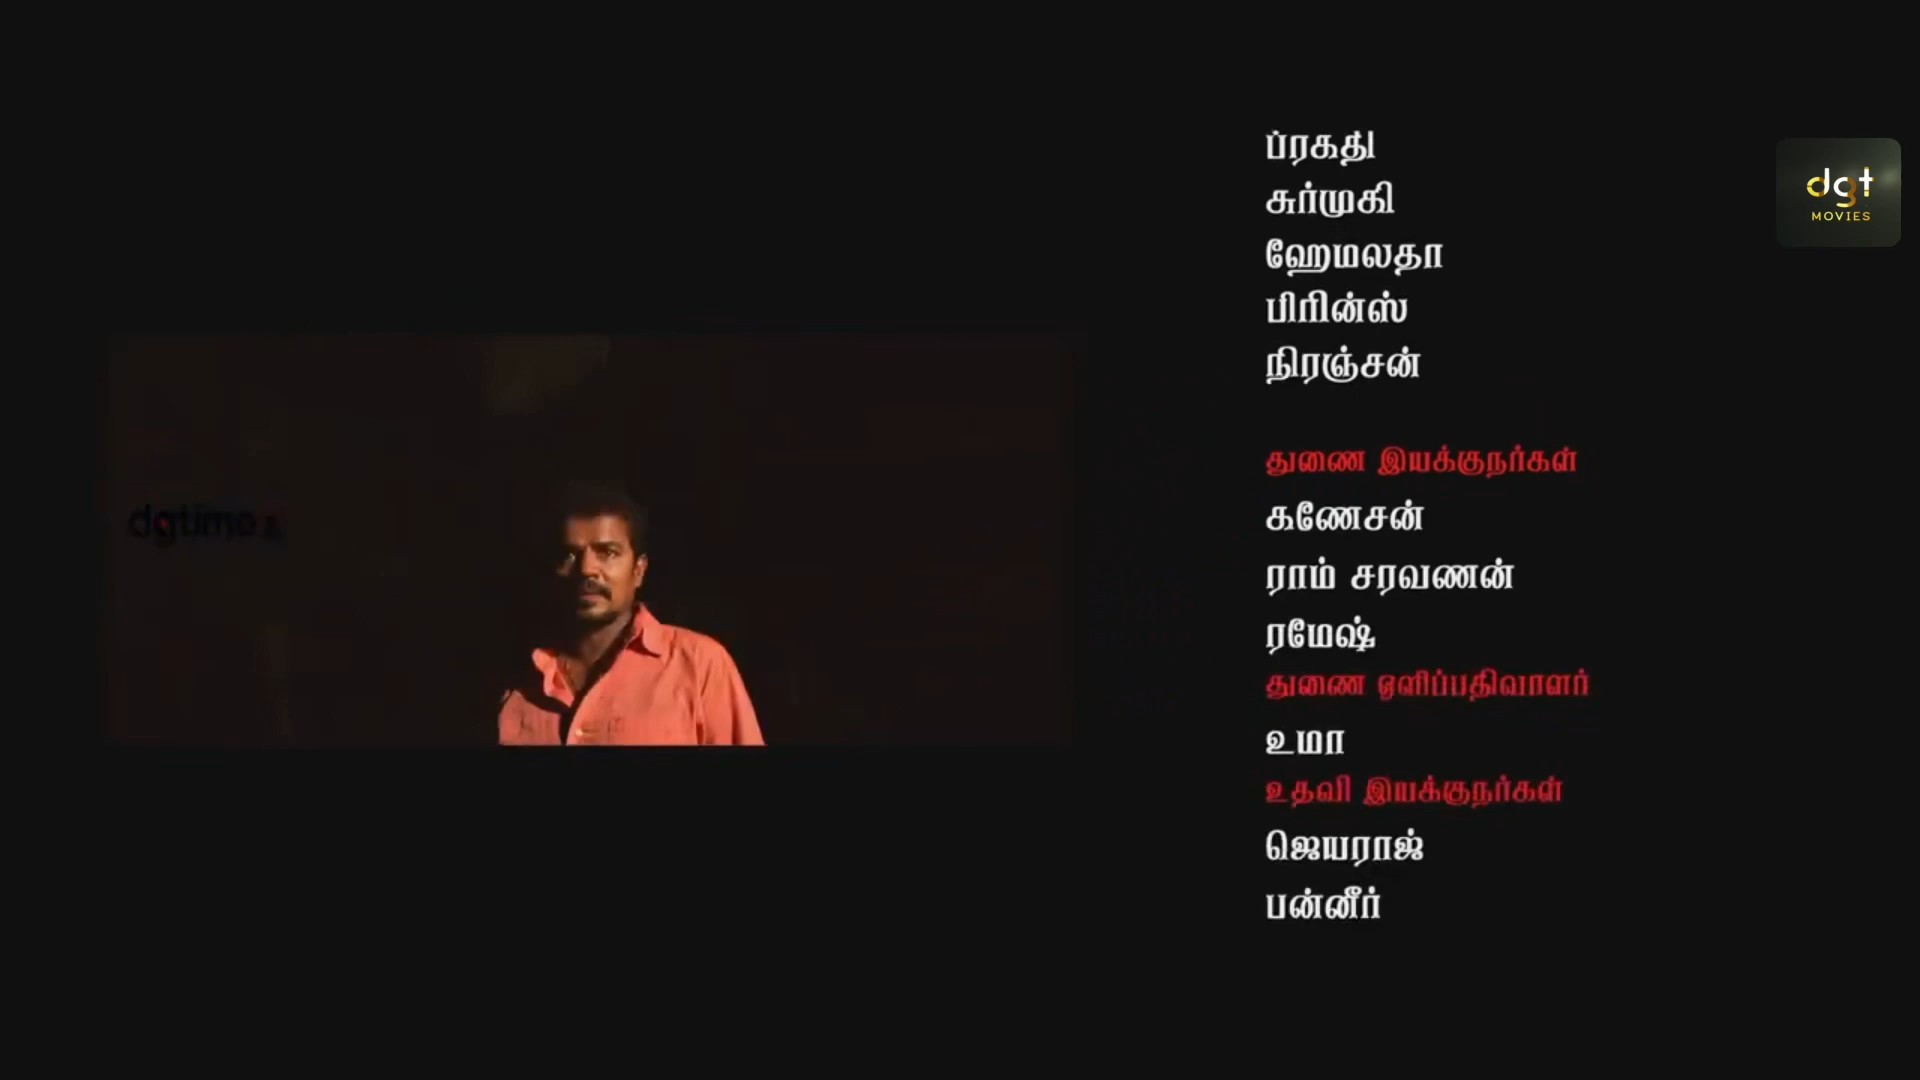 ப்ரகதி
சுர்முகி
ஹேமலதா
பிரின்ஸ்
நிரஞ்சன்
துணை இயக்குநர்கள்
கணேசன்
ராம் சரவணன்
ரமேஷ்
துணை ஒளிப்பதிவாளர்
உமா
உதவி இயக்குநர்கள்
ஜெயராஜ்
பன்னீர்
dgt
MOVIES
dgtime